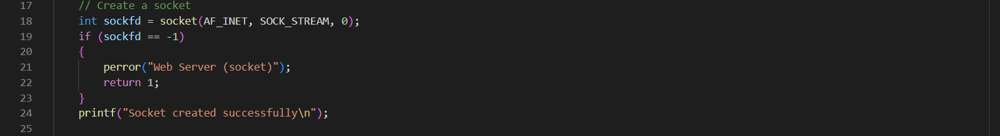 17 // Create a socket
18 int sockfd = socket(AF_INET, SOCK_STREAM, 0);
19 if (sockfd == -1)
20 {
21 perror("Web Server (socket)");
22 return 1;
23 }
24 printf("Socket created successfully\n");
25